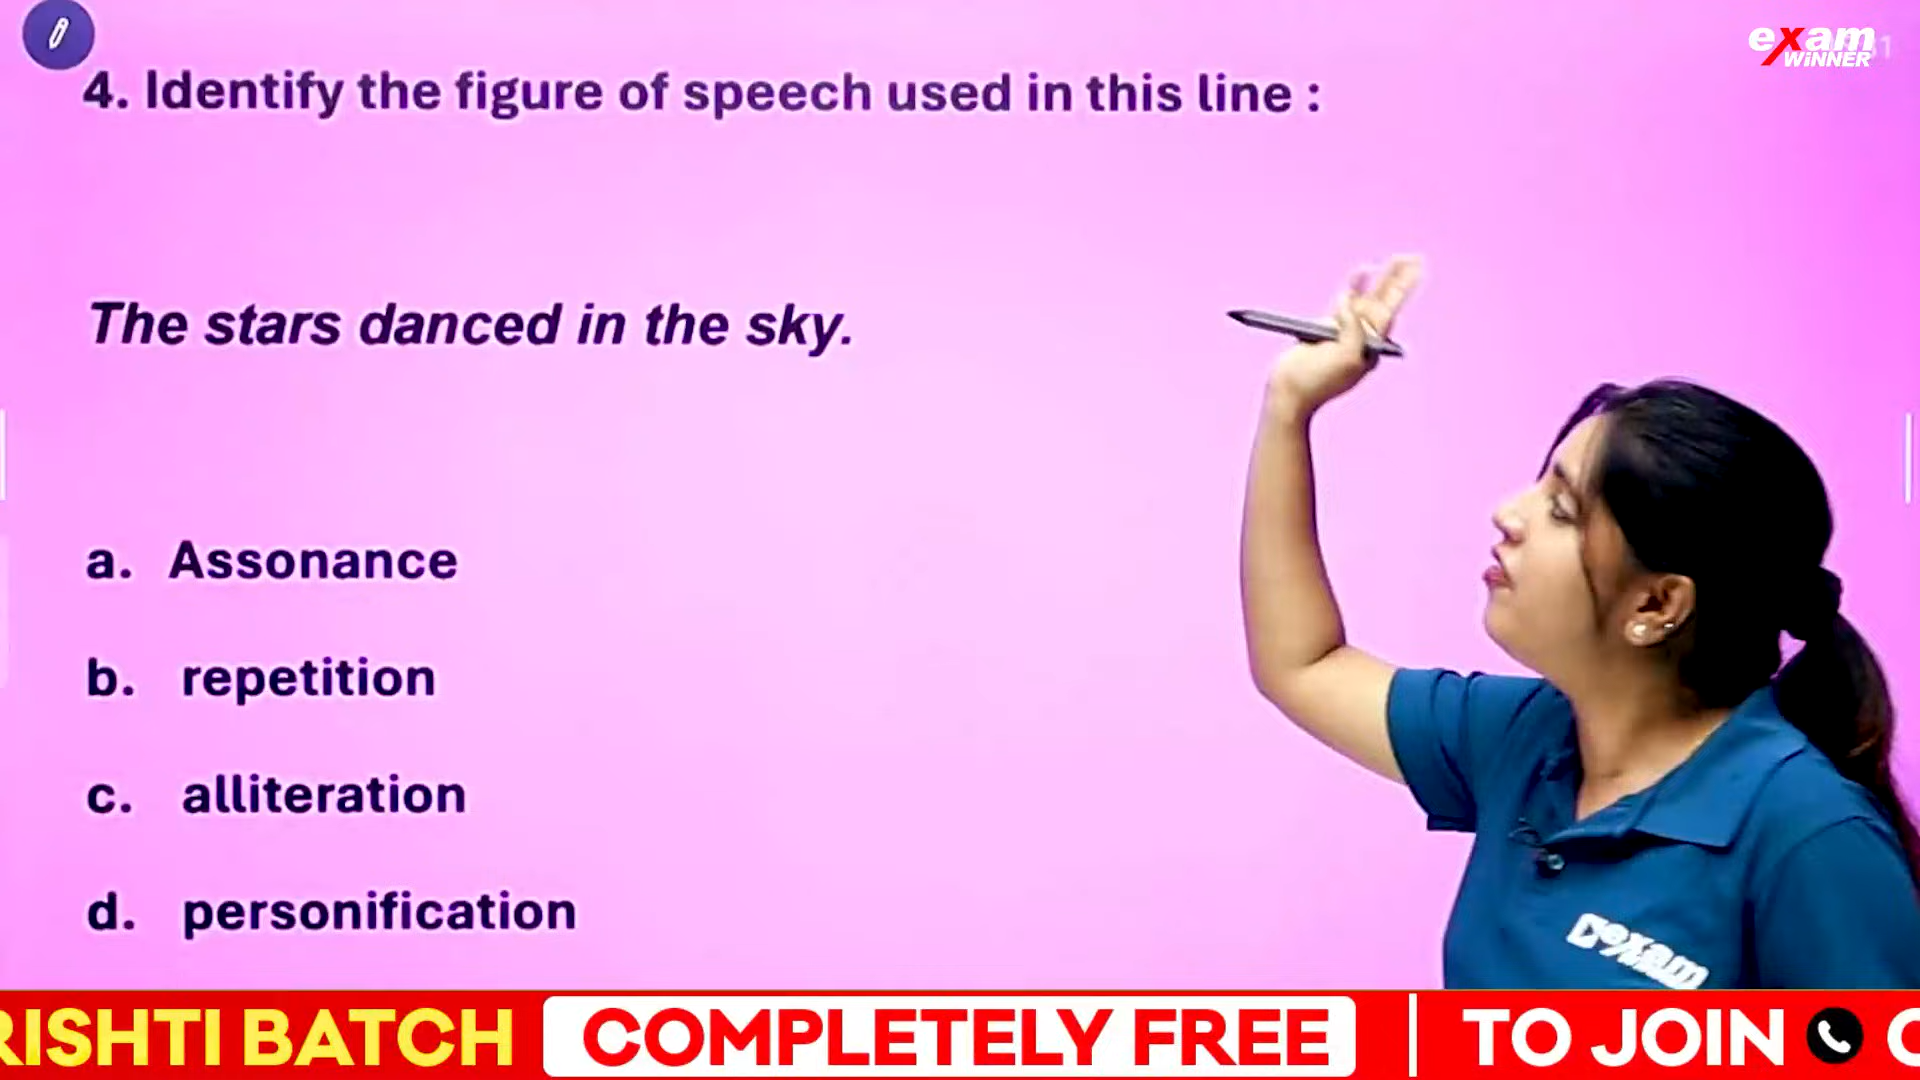 exam
WiNNER
4. Identify the figure of speech used in this line :
The stars danced in the sky.
a. Assonance
b. repetition
c. alliteration
d. personification
exam
RISHTI BATCH COMPLETELY FREE | TO JOIN